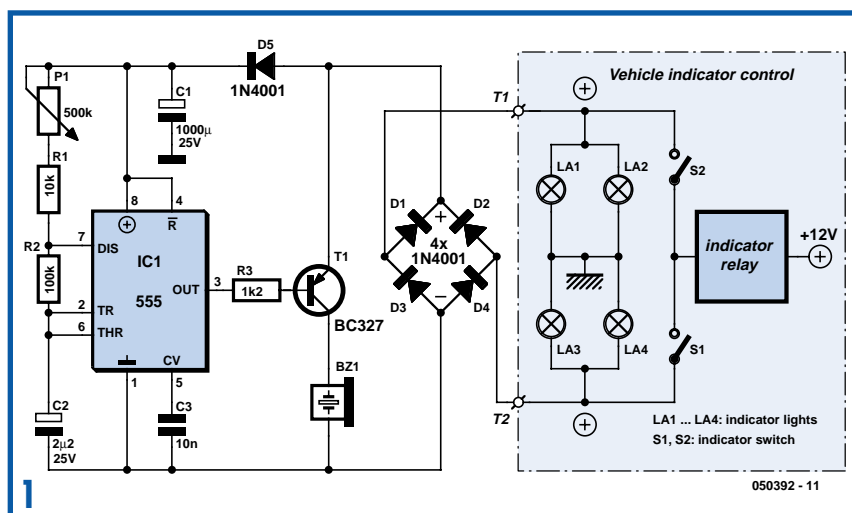 P1
500k
R1
10k
R2
100k
C1
1000μ
25V
D5
1N4001
8
4
R
7
DIS
IC1
555
2
TR
6
THR
OUT
3
CV
1
5
R3
1k2
T1
BC327
BZ1
C2
2μ2
25V
C3
10n
D1
D2
+
4x
1N4001
D3
D4
–
T1
T2
Vehicle indicator control
+
LA1
LA2
S2
indicator
relay
+12V
+
LA3
LA4
S1
+
LA1 ... LA4: indicator lights
S1, S2: indicator switch
050392 - 11
1